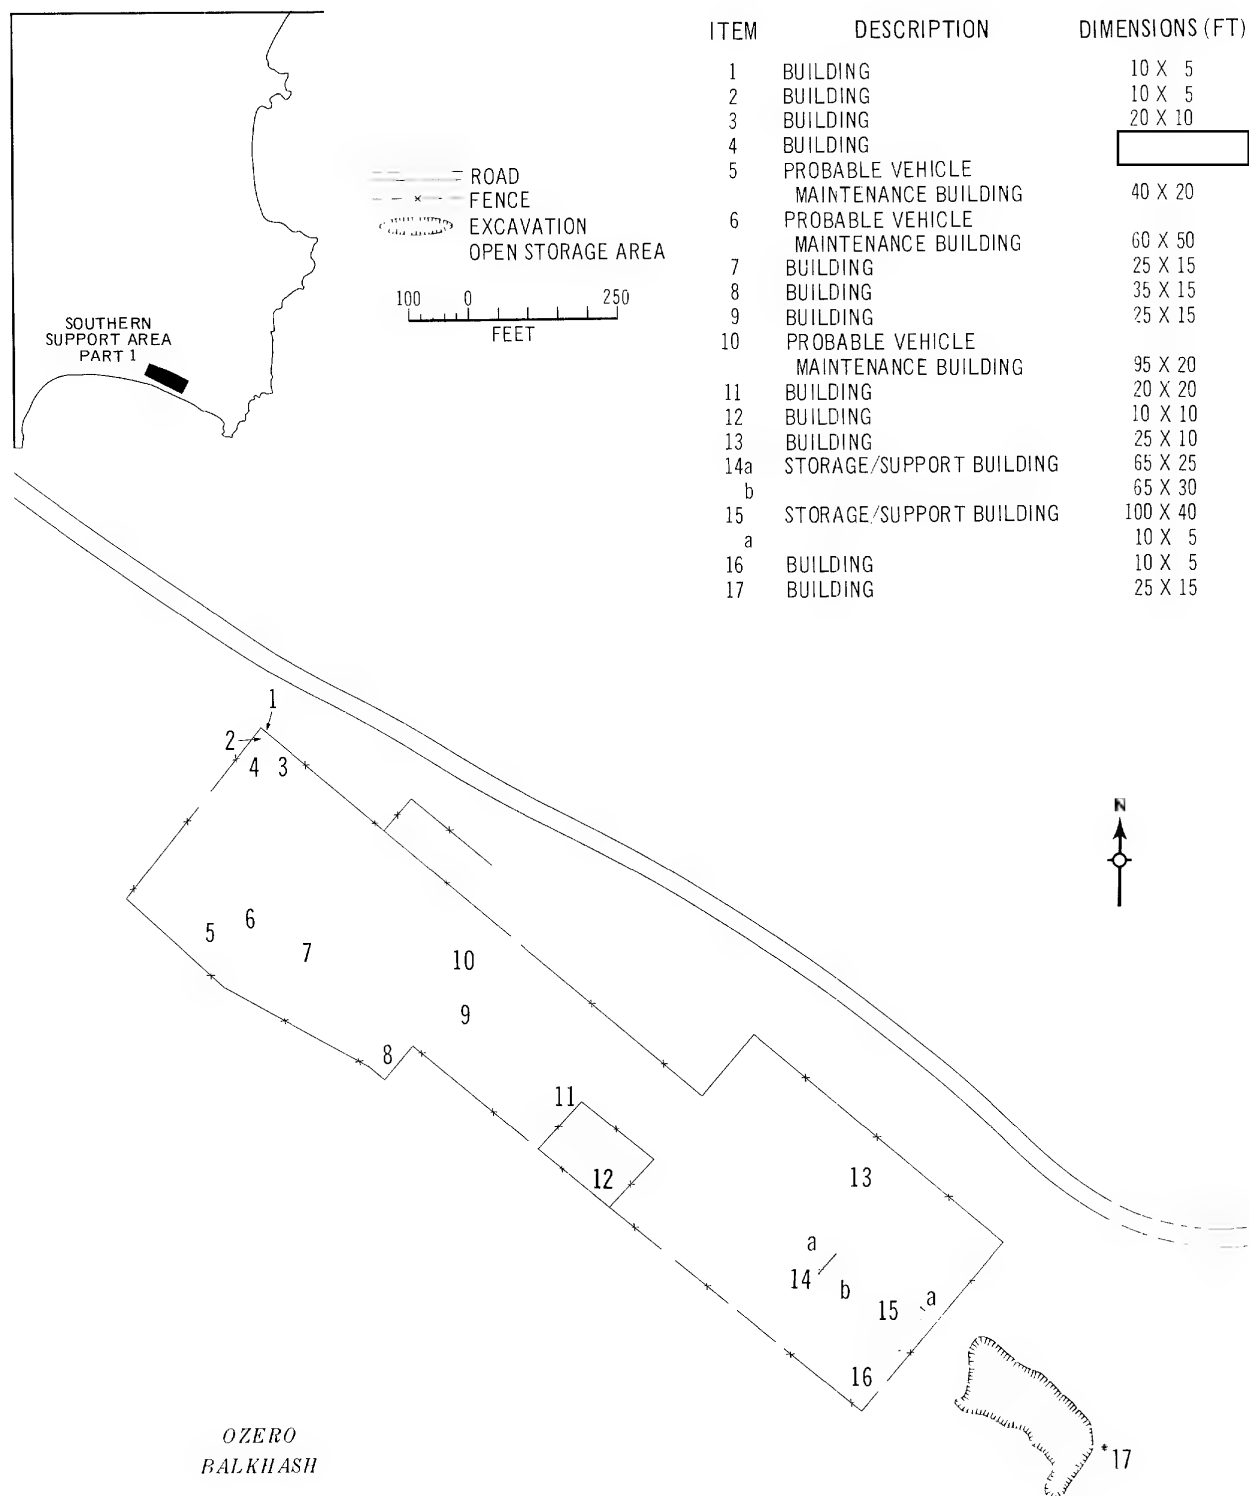 ITEM DESCRIPTION DIMENSIONS (FT)
1 BUILDING 10 X 5
2 BUILDING 10 X 5
3 BUILDING 20 X 10
4 BUILDING
5 PROBABLE VEHICLE
MAINTENANCE BUILDING 40 X 20
6 PROBABLE VEHICLE
MAINTENANCE BUILDING 60 X 50
7 BUILDING 25 X 15
8 BUILDING 35 X 15
9 BUILDING 25 X 15
10 PROBABLE VEHICLE
MAINTENANCE BUILDING 95 X 20
11 BUILDING 20 X 20
12 BUILDING 10 X 10
13 BUILDING 25 X 10
14a STORAGE/SUPPORT BUILDING 65 X 25
b 65 X 30
15 STORAGE/SUPPORT BUILDING 100 X 40
a 10 X 5
16 BUILDING 10 X 5
17 BUILDING 25 X 15
ROAD
FENCE
EXCAVATION
OPEN STORAGE AREA
100 0 250
FEET
SOUTHERN
SUPPORT AREA
PART 1
1
2
4 3
N
5 6
7
10
9
8
11
12
13
a
14
b
15 a
16
17
OZERO
BALKHASH